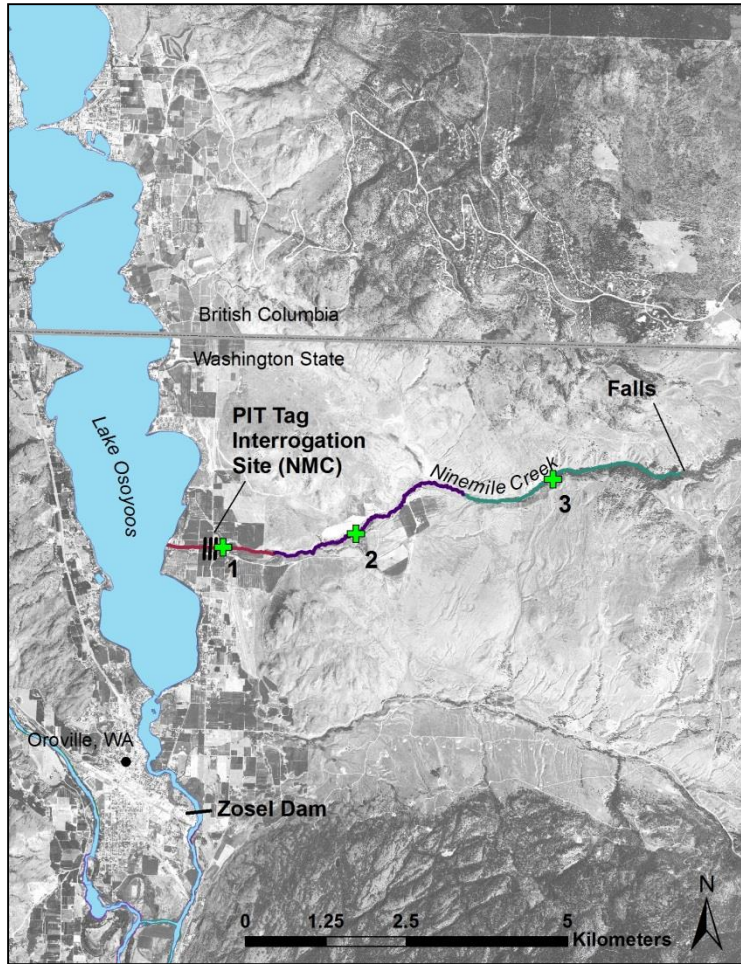 British Columbia
Washington State
Falls
PIT Tag
Interrogation
Site (NMC)
Lake Osoyoos
Ninemile Creek
3
2
1
Oroville, WA
Zosel Dam
N
0 1.25 2.5 5
Kilometers